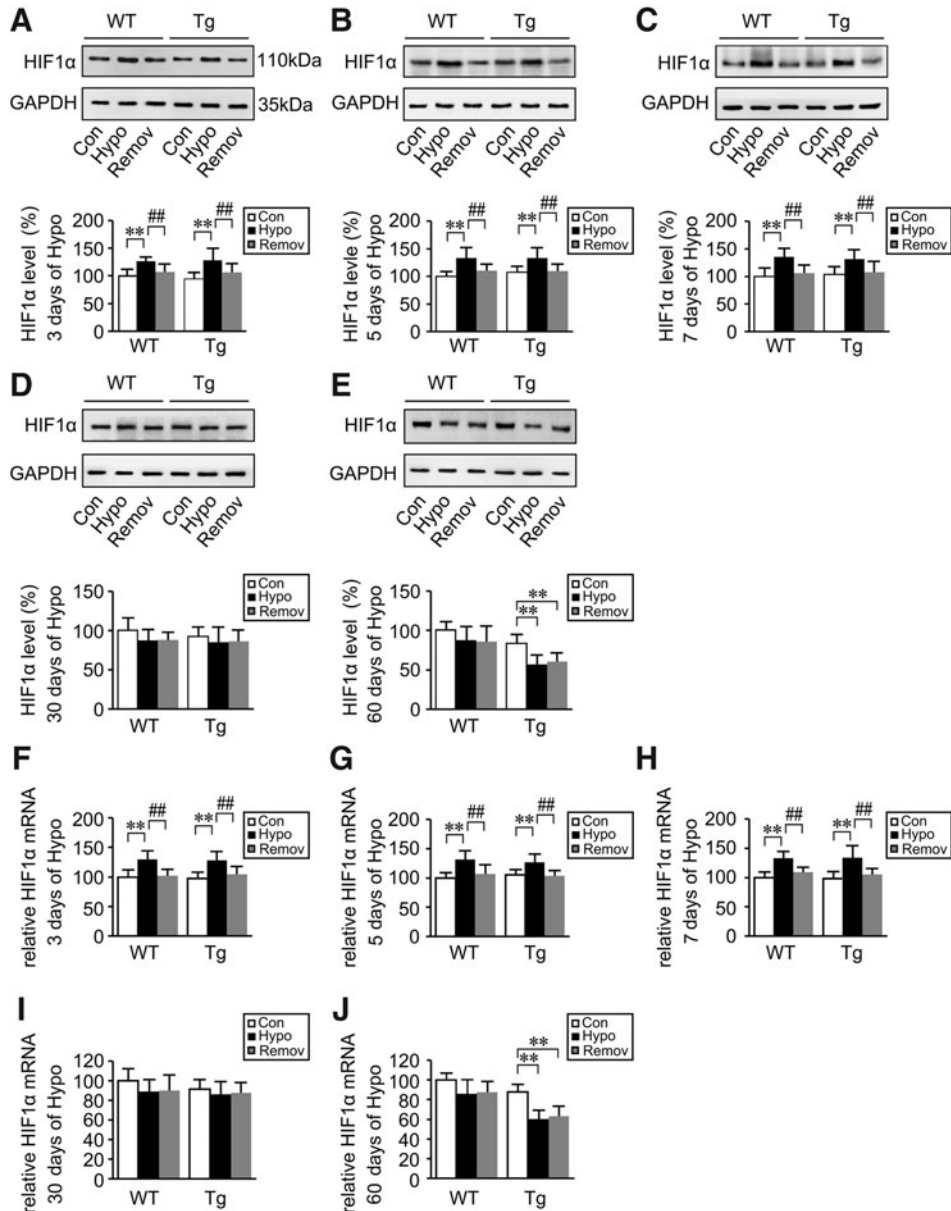 A
WT Tg
HIF1α 110kDa
GAPDH 35kDa
Con Hypo Remov Con Hypo Remov
HIF1α level (%)
3 days of Hypo
200
150
100
50
0
** ## ** ##
Con
Hypo
Remov
WT Tg
B
WT Tg
HIF1α
GAPDH
Con Hypo Remov Con Hypo Remov
HIF1α levle (%)
5 days of Hypo
200
150
100
50
0
** ## ** ##
Con
Hypo
Remov
WT Tg
C
WT Tg
HIF1α
GAPDH
Con Hypo Remov Con Hypo Remov
HIF1α level (%)
7 days of Hypo
200
150
100
50
0
** ## ** ##
Con
Hypo
Remov
WT Tg
D
WT Tg
HIF1α
GAPDH
Con Hypo Remov Con Hypo Remov
HIF1α level (%)
30 days of Hypo
150
100
50
0
Con
Hypo
Remov
WT Tg
E
WT Tg
HIF1α
GAPDH
Con Hypo Remov Con Hypo Remov
HIF1α level (%)
60 days of Hypo
150
100
50
0
**
**
Con
Hypo
Remov
WT Tg
F
relative HIF1α mRNA
3 days of Hypo
200
150
100
50
0
** ## ** ##
Con
Hypo
Remov
WT Tg
G
relative HIF1α mRNA
5 days of Hypo
200
150
100
50
0
** ## ** ##
Con
Hypo
Remov
WT Tg
H
relative HIF1α mRNA
7 days of Hypo
200
150
100
50
0
** ## ** ##
Con
Hypo
Remov
WT Tg
I
relative HIF1α mRNA
30 days of Hypo
120
100
80
60
40
20
0
Con
Hypo
Remov
WT Tg
J
relative HIF1α mRNA
60 days of Hypo
120
100
80
60
40
20
0
**
**
Con
Hypo
Remov
WT Tg